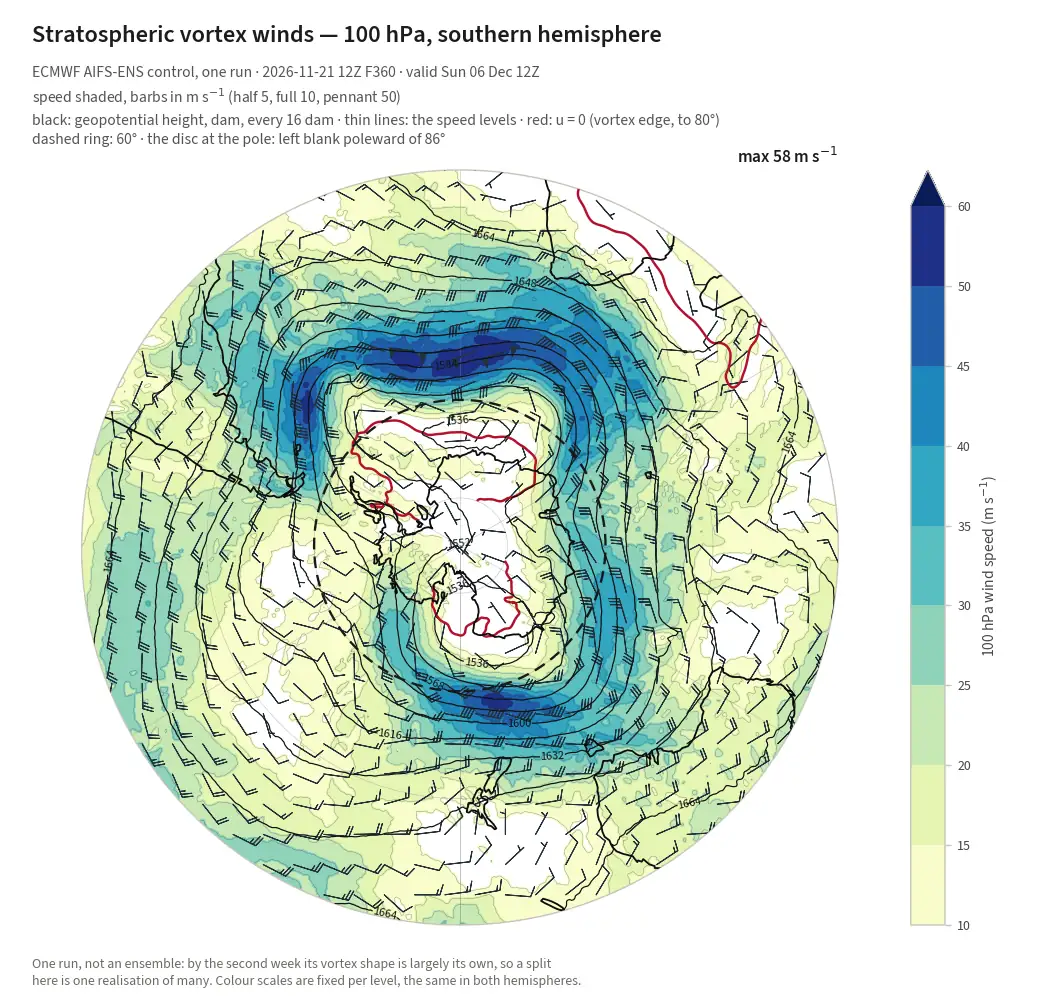 Stratospheric vortex winds — 100 hPa, southern hemisphere
ECMWF AIFS-ENS control, one run · 2026-11-21 12Z F360 · valid Sun 06 Dec 12Z
speed shaded, barbs in m s⁻¹ (half 5, full 10, pennant 50)
black: geopotential height, dam, every 16 dam · thin lines: the speed levels · red: u = 0 (vortex edge, to 80°)
dashed ring: 60° · the disc at the pole: left blank poleward of 86°
max 58 m s⁻¹
1664
1648
1584
1536
1664
1552
1536
1664
1536
1568
1600
1616
1632
1664
1664
60
50
45
40
35
30
25
20
15
10
100 hPa wind speed (m s⁻¹)
One run, not an ensemble: by the second week its vortex shape is largely its own, so a split
here is one realisation of many. Colour scales are fixed per level, the same in both hemispheres.